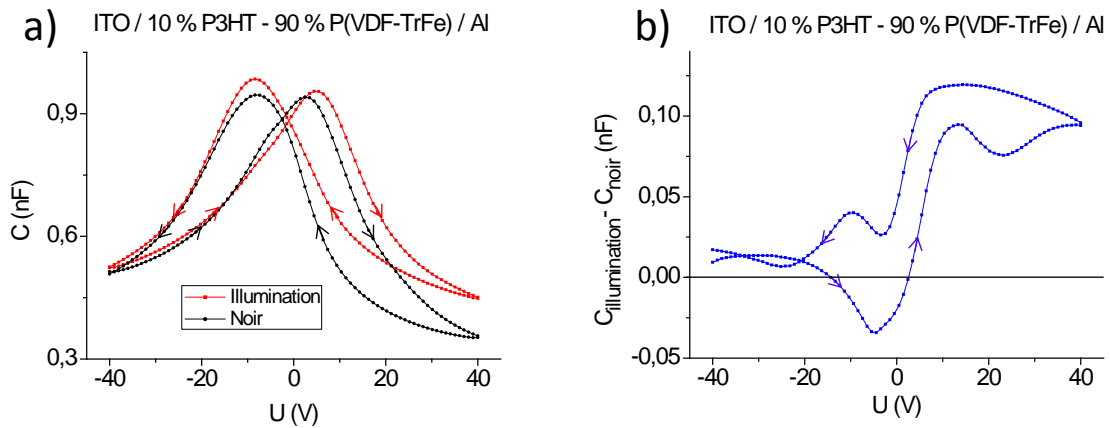 a)
ITO / 10 % P3HT - 90 % P(VDF-TrFe) / Al
C (nF)
0,9
0,6
0,3
Illumination
Noir
-40 -20 0 20 40
U (V)
b)
ITO / 10 % P3HT - 90 % P(VDF-TrFe) / Al
Cillumination- Cnoir (nF)
0,10
0,05
0,00
-0,05
-40 -20 0 20 40
U (V)